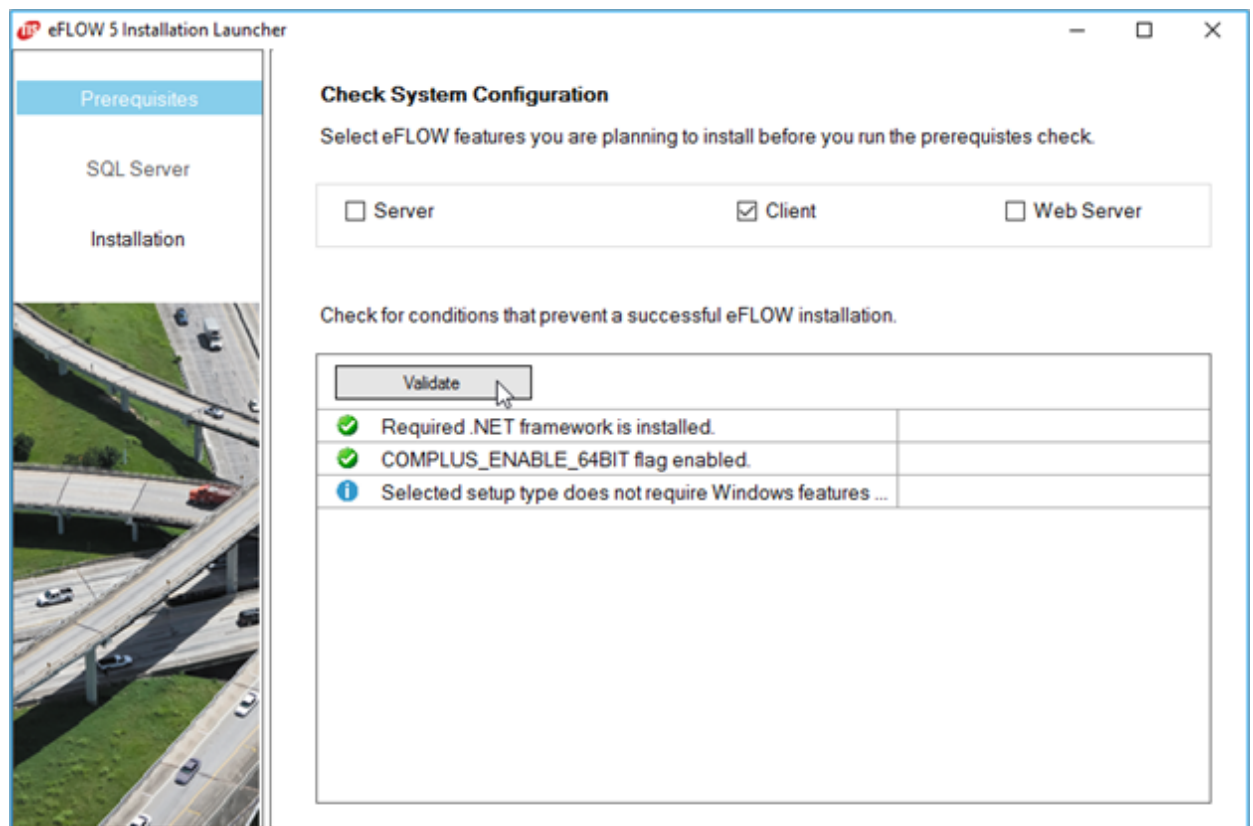 eFLOW 5 Installation Launcher
Prerequisites
SQL Server
Installation
Check System Configuration
Select eFLOW features you are planning to install before you run the prerequistes check.
Server
Client
Web Server
Check for conditions that prevent a successful eFLOW installation.
Validate
Required .NET framework is installed.
COMPLUS_ENABLE_64BIT flag enabled.
Selected setup type does not require Windows features ...